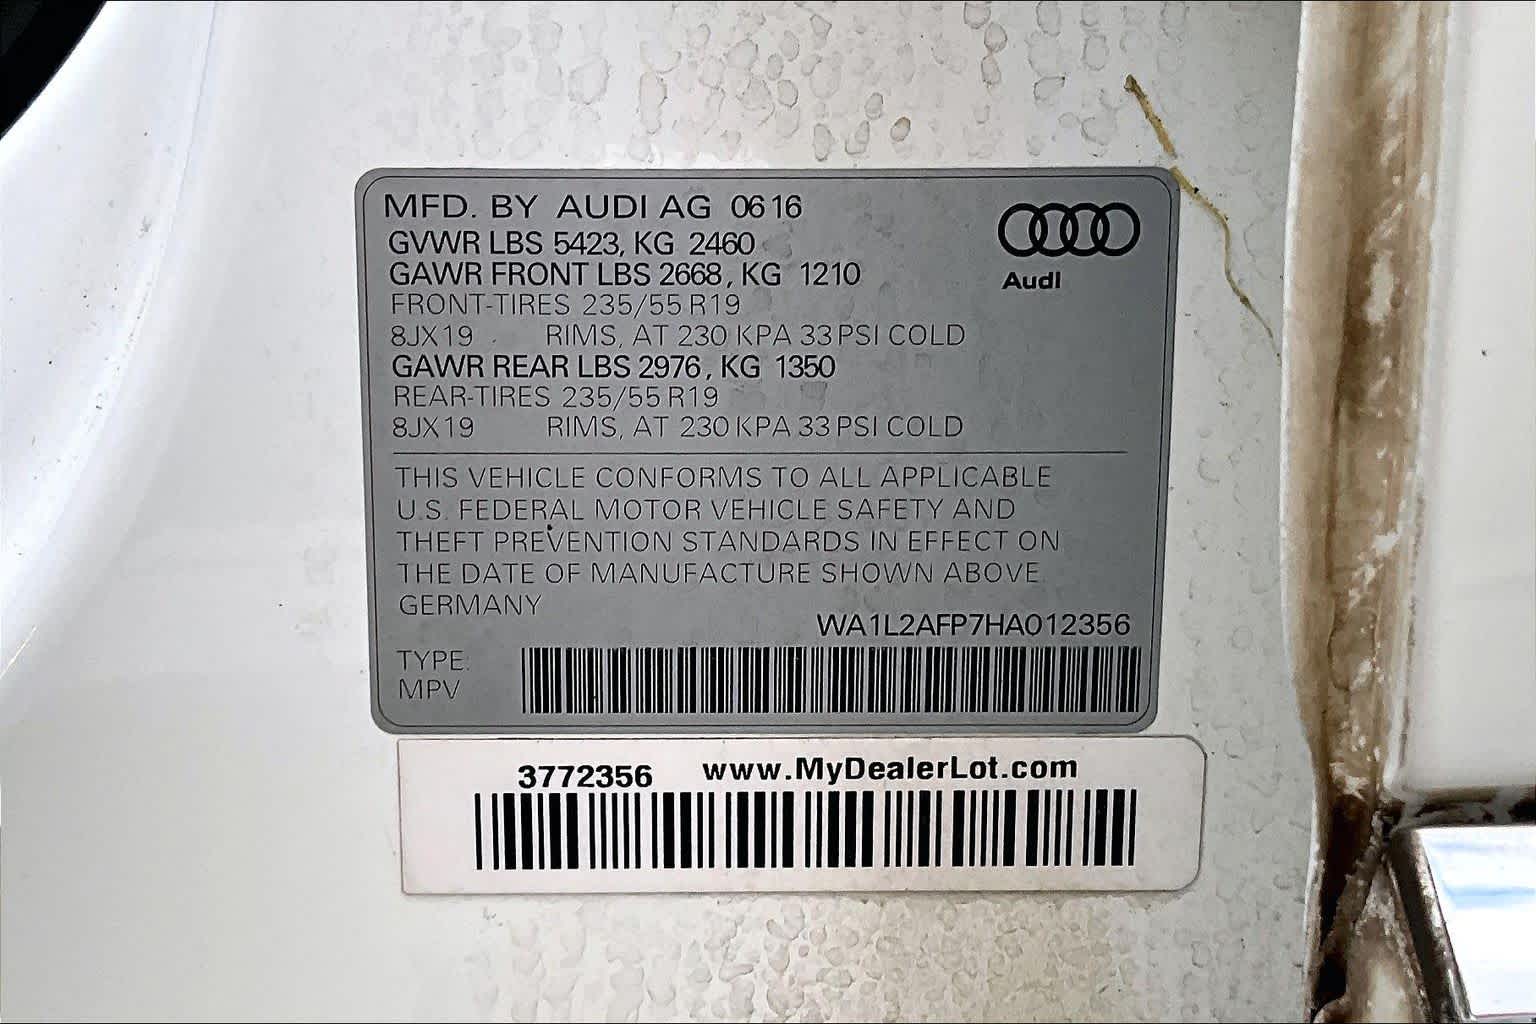 MFD. BY AUDI AG 06 16
GVWR LBS 5423, KG 2460
GAWR FRONT LBS 2668, KG 1210
FRONT-TIRES 235/55 R19
8JX19 RIMS, AT 230 KPA 33 PSI COLD
GAWR REAR LBS 2976, KG 1350
REAR-TIRES 235/55 R19
8JX19 RIMS, AT 230 KPA 33 PSI COLD
Audi
THIS VEHICLE CONFORMS TO ALL APPLICABLE
U.S. FEDERAL MOTOR VEHICLE SAFETY AND
THEFT PREVENTION STANDARDS IN EFFECT ON
THE DATE OF MANUFACTURE SHOWN ABOVE.
GERMANY
WA1L2AFP7HA012356
TYPE:
MPV
3772356 www.MyDealerLot.com